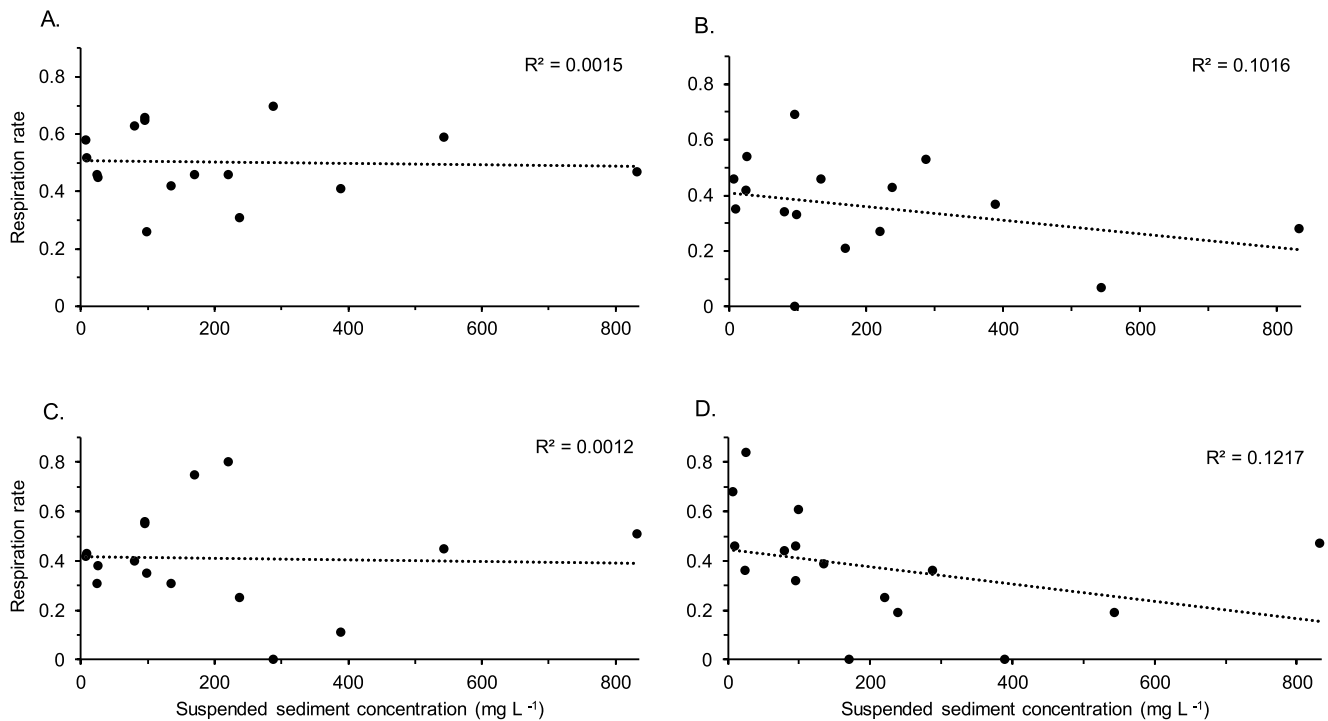 A.
R² = 0.0015
Respiration rate
0.8
0.6
0.4
0.2
0
0 200 400 600 800
B.
R² = 0.1016
0.8
0.6
0.4
0.2
0
0 200 400 600 800
C.
R² = 0.0012
Respiration rate
0.8
0.6
0.4
0.2
0
0 200 400 600 800
Suspended sediment concentration (mg L ⁻¹)
D.
R² = 0.1217
0.8
0.6
0.4
0.2
0
0 200 400 600 800
Suspended sediment concentration (mg L ⁻¹)